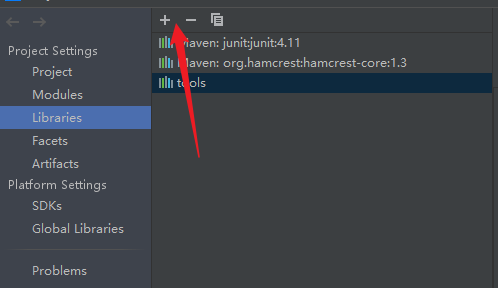 Project Settings
Project
Modules
Libraries
Facets
Artifacts
Platform Settings
SDKs
Global Libraries
Problems
Maven: junit:junit:4.11
Maven: org.hamcrest:hamcrest-core:1.3
tools